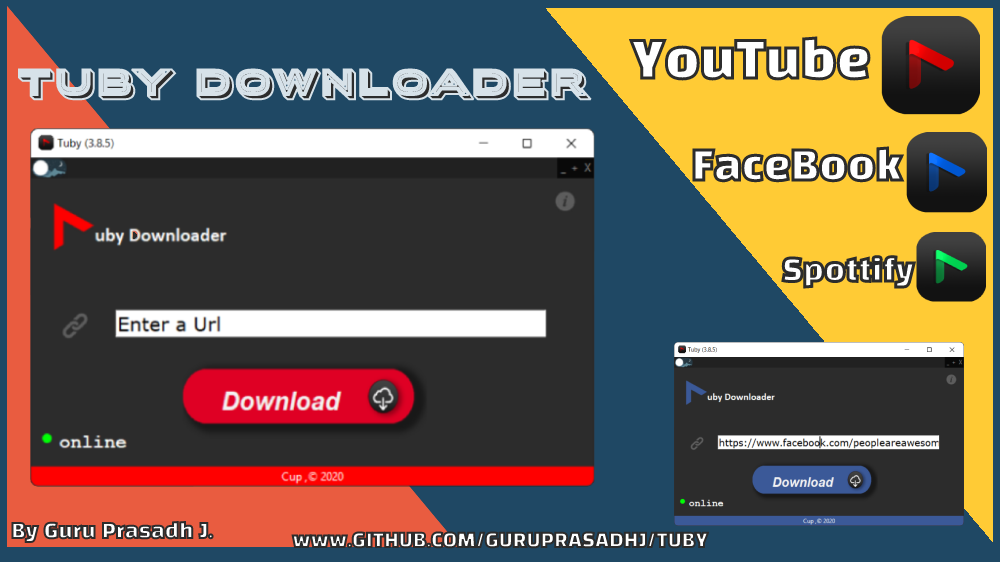 YouTube
TUBY DOWNLOADER
Tuby (3.8.5)
FaceBook
_ + X
i
uby Downloader
Spottify
Enter a Url
Download
online
Cup ,© 2020
Tuby (3.8.5)
_ + X
i
uby Downloader
https://www.facebook.com/peopleareawesom
Download
online
Cup ,© 2020
By Guru Prasadh J.
www.GITHUB.COM/GURUPRASADHJ/TUBY